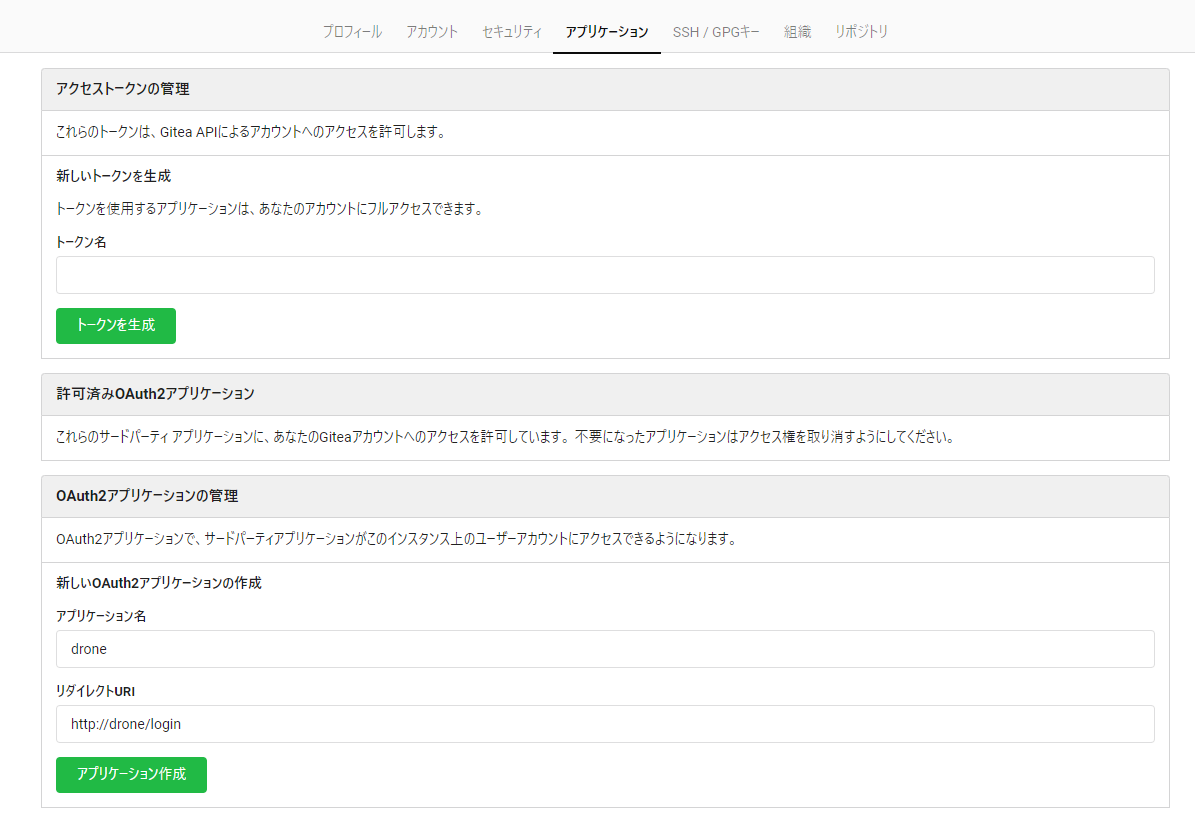 プロフィール アカウント セキュリティ アプリケーション SSH / GPGキー 組織 リポジトリ
アクセストークンの管理
これらのトークンは、Gitea APIによるアカウントへのアクセスを許可します。
新しいトークンを生成
トークンを使用するアプリケーションは、あなたのアカウントにフルアクセスできます。
トークン名
トークンを生成
許可済みOAuth2アプリケーション
これらのサードパーティ アプリケーションに、あなたのGiteaアカウントへのアクセスを許可しています。 不要になったアプリケーションはアクセス権を取り消すようにしてください。
OAuth2アプリケーションの管理
OAuth2アプリケーションで、サードパーティアプリケーションがこのインスタンス上のユーザーアカウントにアクセスできるようになります。
新しいOAuth2アプリケーションの作成
アプリケーション名
drone
リダイレクトURI
http://drone/login
アプリケーション作成